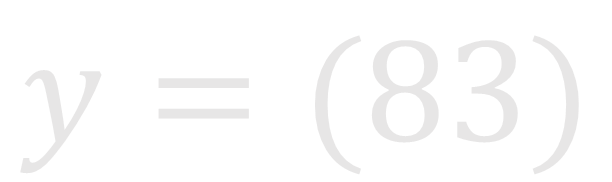 y = (83)